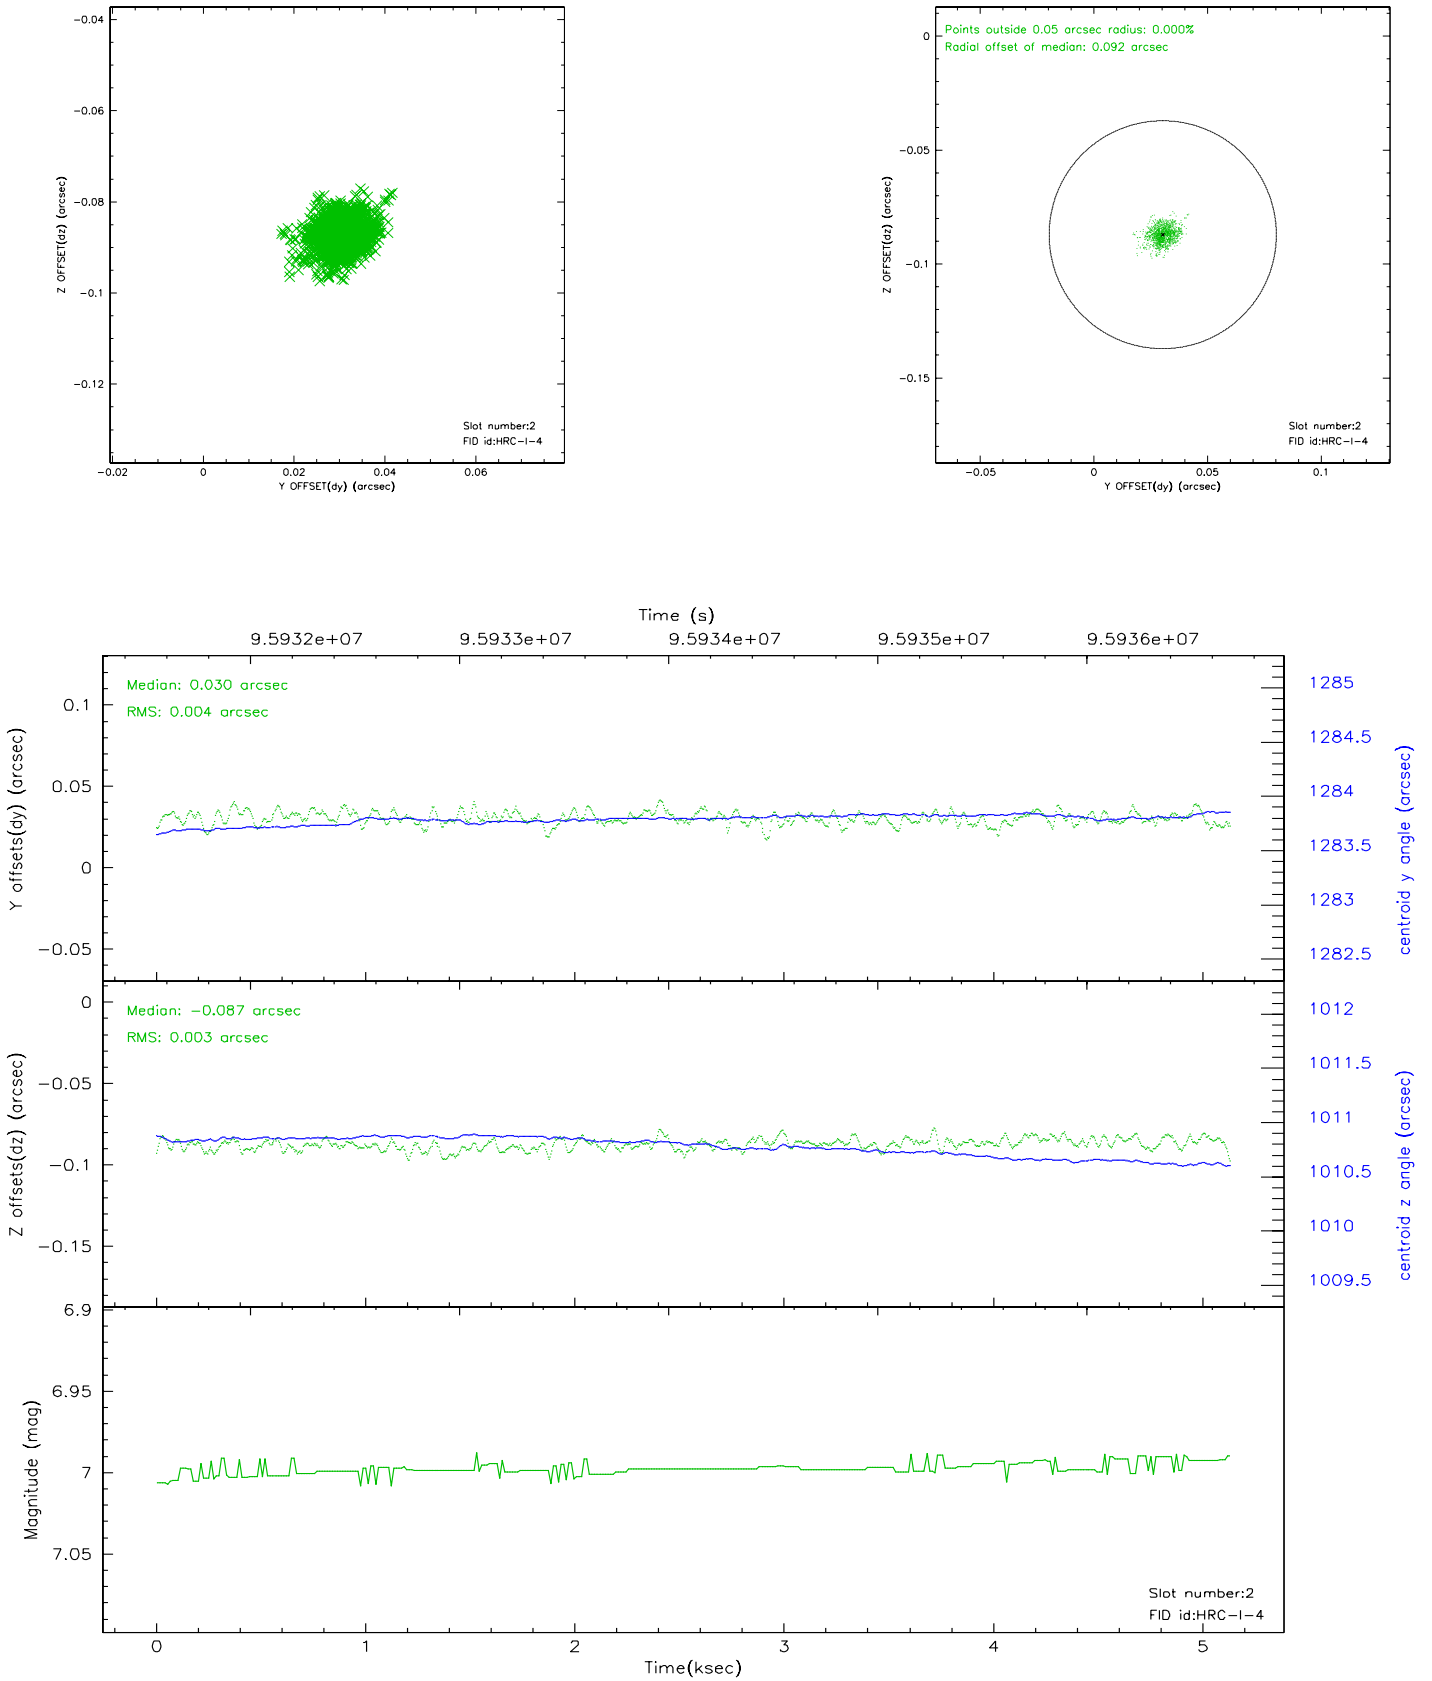 -0.04
-0.06
-0.08
-0.1
-0.12
Z OFFSET(dz) (arcsec)
Slot number:2
FID id:HRC-I-4
-0.02 0 0.02 0.04 0.06
Y OFFSET(dy) (arcsec)
Points outside 0.05 arcsec radius: 0.000%
Radial offset of median: 0.092 arcsec
0
-0.05
-0.1
-0.15
Z OFFSET(dz) (arcsec)
Slot number:2
FID id:HRC-I-4
-0.05 0 0.05 0.1
Y OFFSET(dy) (arcsec)
Time (s)
9.5932e+07 9.5933e+07 9.5934e+07 9.5935e+07 9.5936e+07
Median: 0.030 arcsec
RMS: 0.004 arcsec
0.1
0.05
0
-0.05
Y offsets(dy) (arcsec)
1285
1284.5
1284
1283.5
1283
1282.5
centroid y angle (arcsec)
Median: -0.087 arcsec
RMS: 0.003 arcsec
0
-0.05
-0.1
-0.15
Z offsets(dz) (arcsec)
1012
1011.5
1011
1010.5
1010
1009.5
centroid z angle (arcsec)
6.9
6.95
7
7.05
Magnitude (mag)
Slot number:2
FID id:HRC-I-4
0 1 2 3 4 5
Time(ksec)